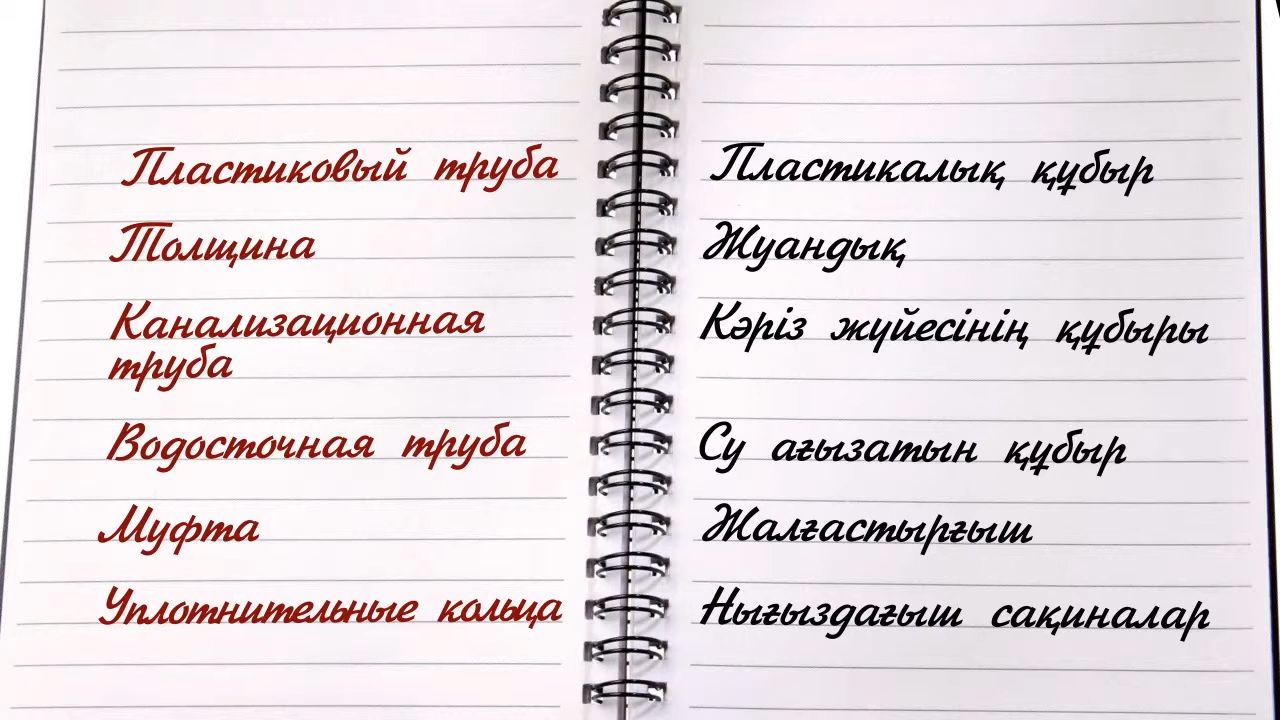 Пластиковый труба
Толщина
Канализационная
труба
Водосточная труба
Муфта
Уплотнительные кольца
Пластикалық құбыр
Жуандық
Кәріз жүйесінің құбыры
Су ағызатын құбыр
Жалғастырғыш
Нығыздағыш сақиналар